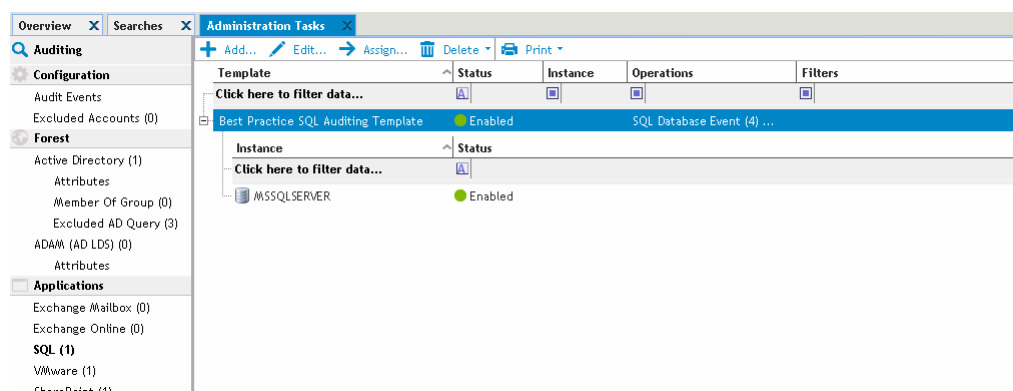 Overview X Searches X Administration Tasks X
Auditing
Add... Edit... Assign... Delete Print
Configuration
Template Status Instance Operations Filters
Audit Events
Click here to filter data...
Excluded Accounts (0)
Best Practice SQL Auditing Template Enabled SQL Database Event (4) ...
Forest
Instance Status
Active Directory (1)
Click here to filter data...
Attributes
MSSQLSERVER Enabled
Member Of Group (0)
Excluded AD Query (3)
ADAM (AD LDS) (0)
Attributes
Applications
Exchange Mailbox (0)
Exchange Online (0)
SQL (1)
VMware (1)
SharePoint (1)